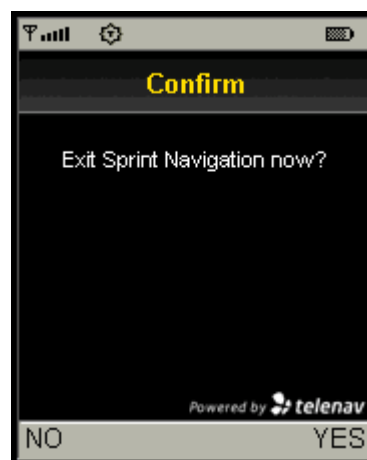 Confirm
Exit Sprint Navigation now?
Powered by telenav
NO YES